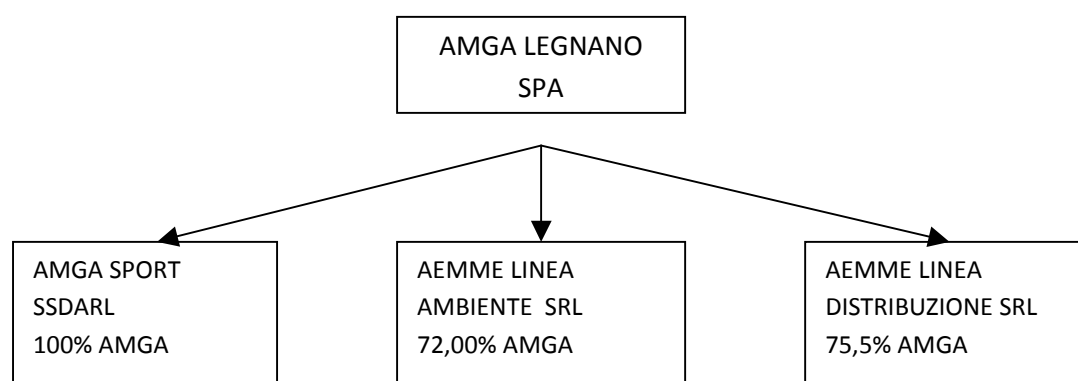 AMGA LEGNANO
SPA
AMGA SPORT
SSDARL
100% AMGA
AEMME LINEA
AMBIENTE SRL
72,00% AMGA
AEMME LINEA
DISTRIBUZIONE SRL
75,5% AMGA